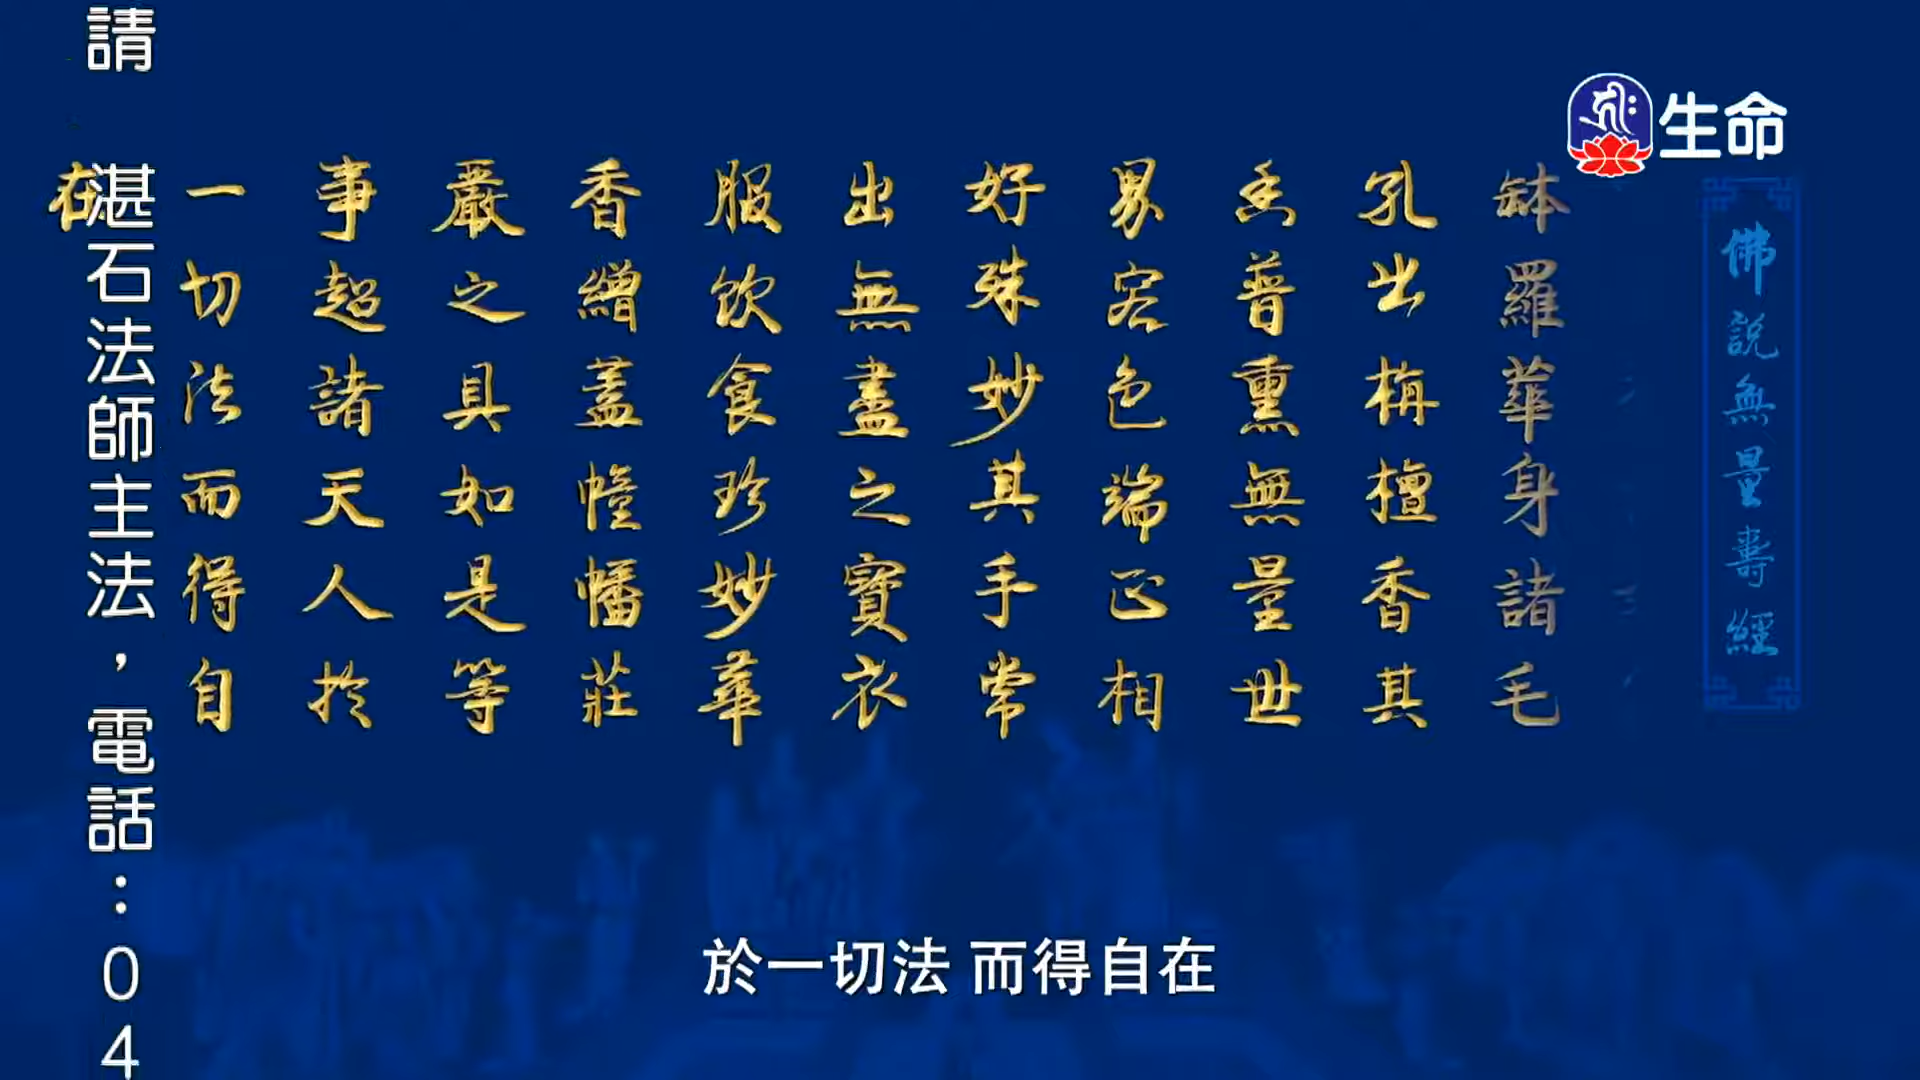 生命
佛說無量壽經
鉢羅華身諸毛
孔出栴檀香其
香普熏無量世
界容色端正相
好殊妙其手常
出無盡之寶衣
服飲食珍妙華
香繒蓋幢幡莊
嚴之具如是等
事超諸天人於
一切法而得自
在
請 湛石法師主法，電話：04
於一切法 而得自在